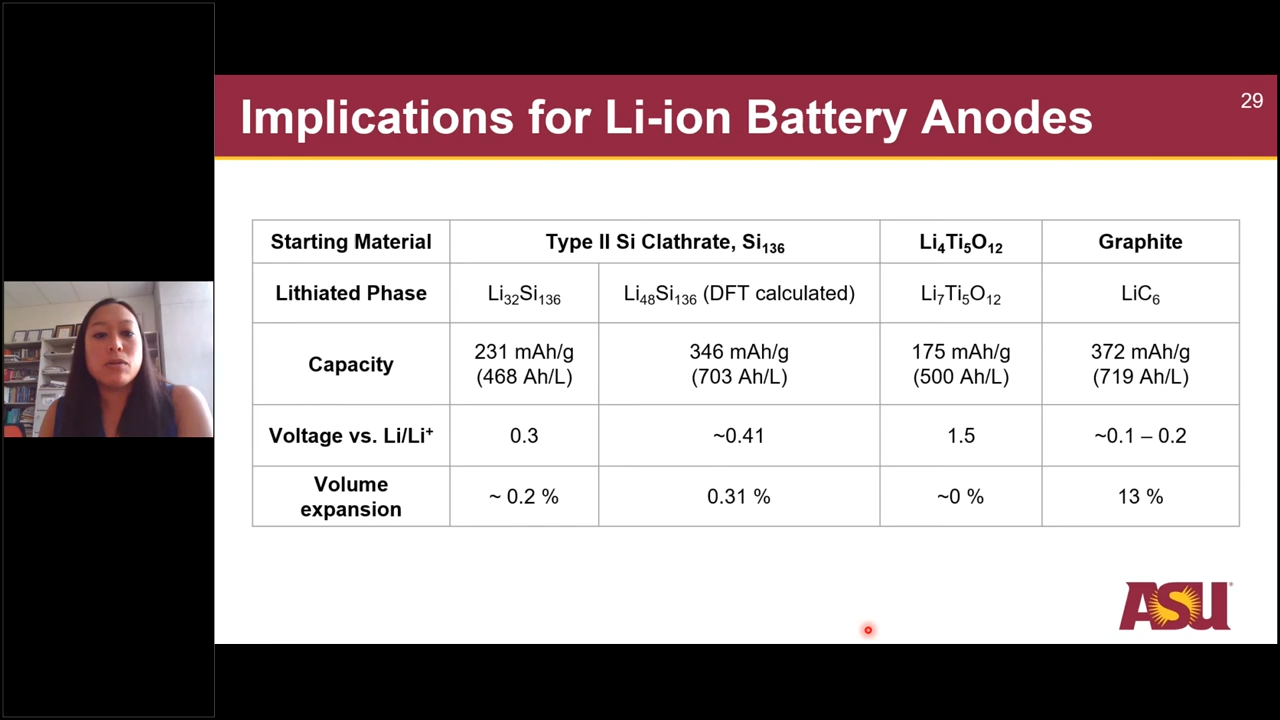 Implications for Li-ion Battery Anodes
29
Starting Material
Type II Si Clathrate, Si₁₃₆
Li₄Ti₅O₁₂
Graphite
Lithiated Phase
Li₃₂Si₁₃₆
Li₄₈Si₁₃₆ (DFT calculated)
Li₇Ti₅O₁₂
LiC₆
Capacity
231 mAh/g
(468 Ah/L)
346 mAh/g
(703 Ah/L)
175 mAh/g
(500 Ah/L)
372 mAh/g
(719 Ah/L)
Voltage vs. Li/Li⁺
0.3
~0.41
1.5
~0.1 – 0.2
Volume
expansion
~ 0.2 %
0.31 %
~0 %
13 %
ASU